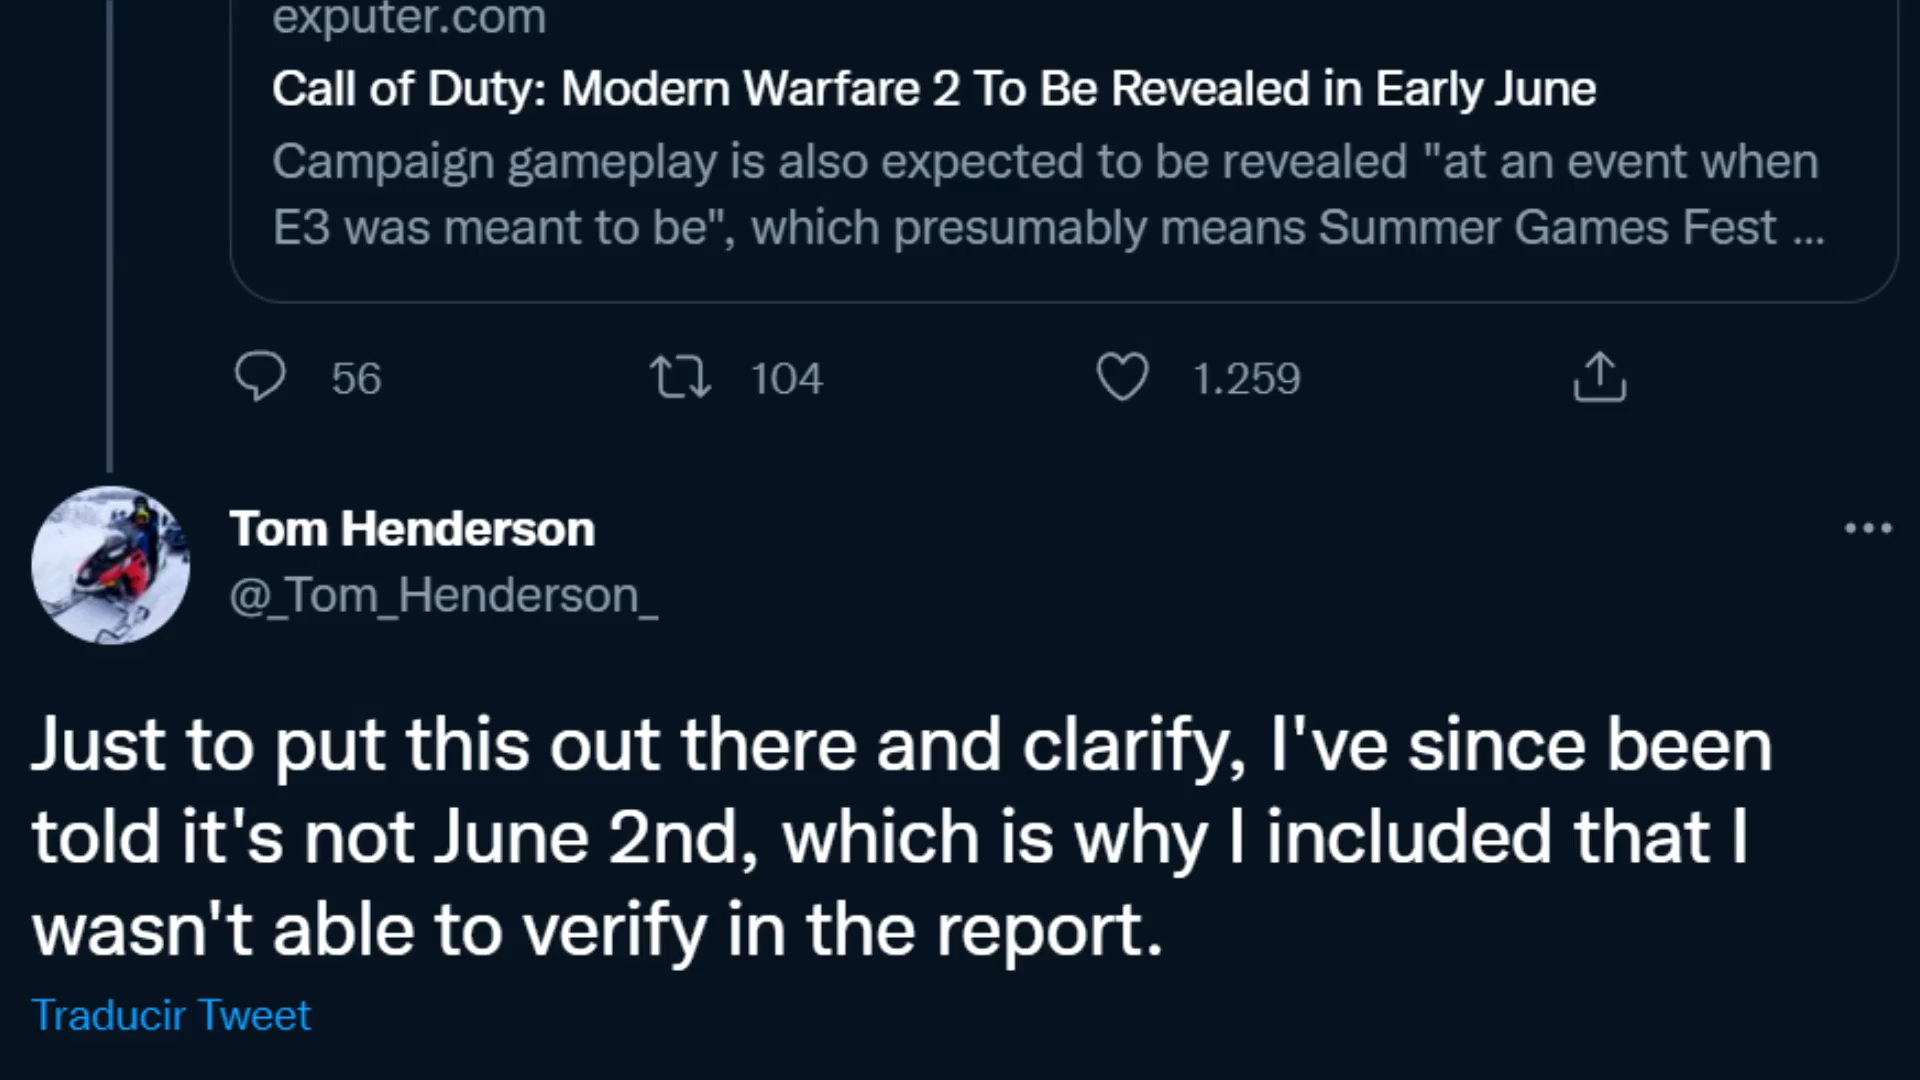 exputer.com
Call of Duty: Modern Warfare 2 To Be Revealed in Early June
Campaign gameplay is also expected to be revealed "at an event when
E3 was meant to be", which presumably means Summer Games Fest ...
56 104 1.259
Tom Henderson
@_Tom_Henderson_
Just to put this out there and clarify, I've since been
told it's not June 2nd, which is why I included that I
wasn't able to verify in the report.
Traducir Tweet